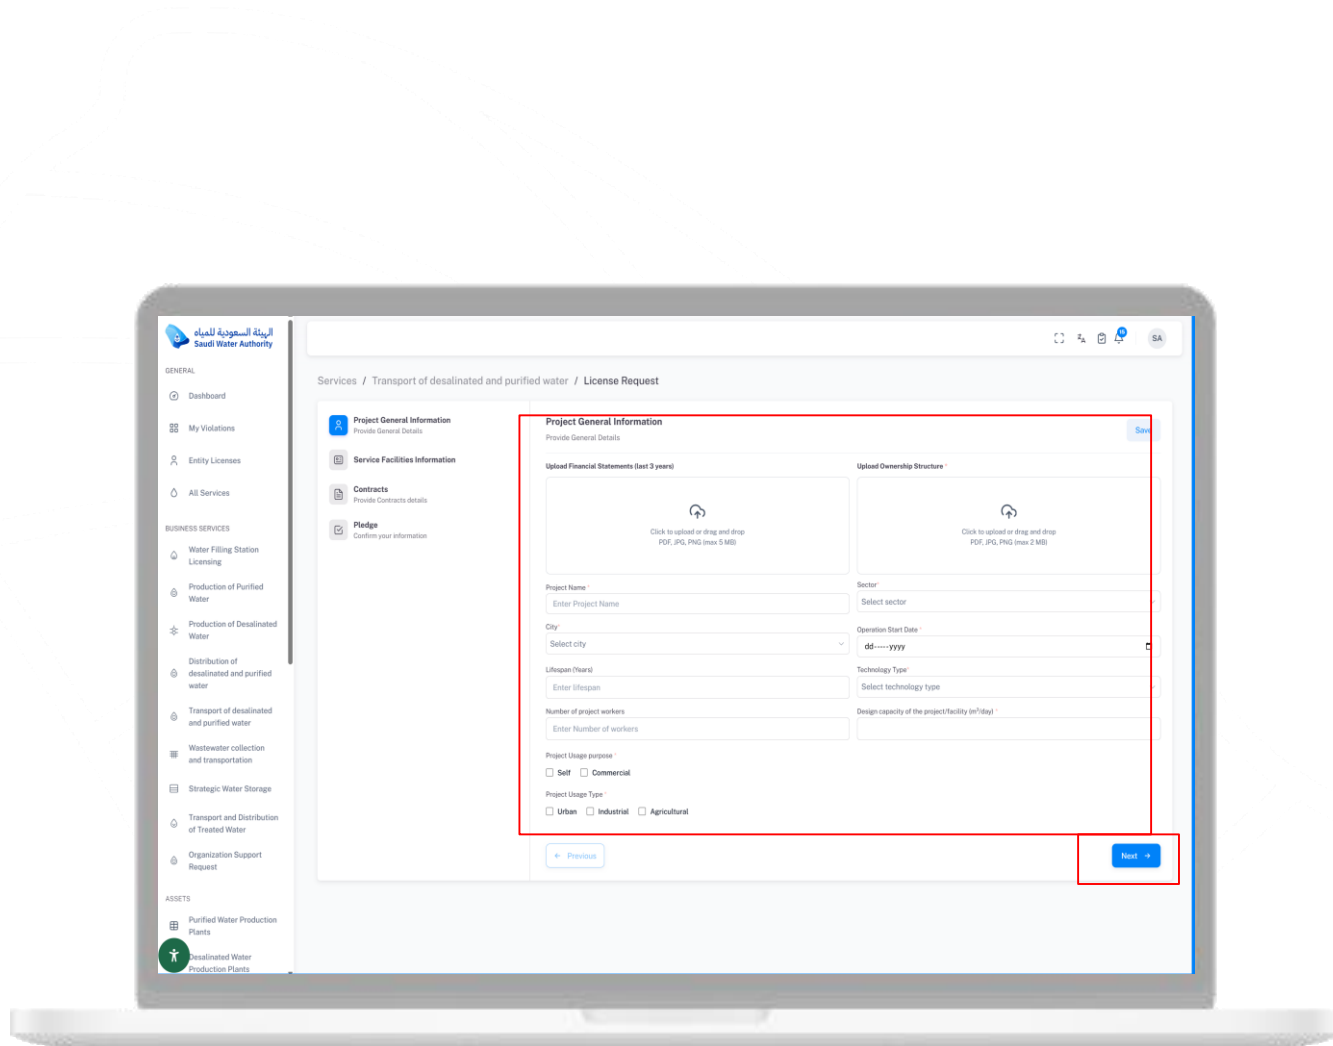 الهيئة السعودية للمياه
Saudi Water Authority
GENERAL
Dashboard
My Violations
Entity Licenses
All Services
BUSINESS SERVICES
Water Filling Station
Licensing
Production of Purified
Water
Production of Desalinated
Water
Distribution of
desalinated and purified
water
Transport of desalinated
and purified water
Wastewater collection
and transportation
Strategic Water Storage
Transport and Distribution
of Treated Water
Organization Support
Request
ASSETS
Purified Water Production
Plants
Desalinated Water
Production Plants
SA
Services / Transport of desalinated and purified water / License Request
Project General Information
Provide General Details
Service Facilities Information
Contracts
Provide Contracts details
Pledge
Confirm your information
Project General Information
Provide General Details
Save
Upload Financial Statements (last 3 years)
Click to upload or drag and drop
PDF, JPG, PNG (max 5 MB)
Upload Ownership Structure *
Click to upload or drag and drop
PDF, JPG, PNG (max 2 MB)
Project Name *
Enter Project Name
Sector *
Select sector
City *
Select city
Operation Start Date *
dd-----yyyy
Lifespan (Years)
Enter lifespan
Technology Type *
Select technology type
Number of project workers
Enter Number of workers
Design capacity of the project/facility (m³/day) *
Project Usage purpose *
Self
Commercial
Project Usage Type *
Urban
Industrial
Agricultural
← Previous
Next →